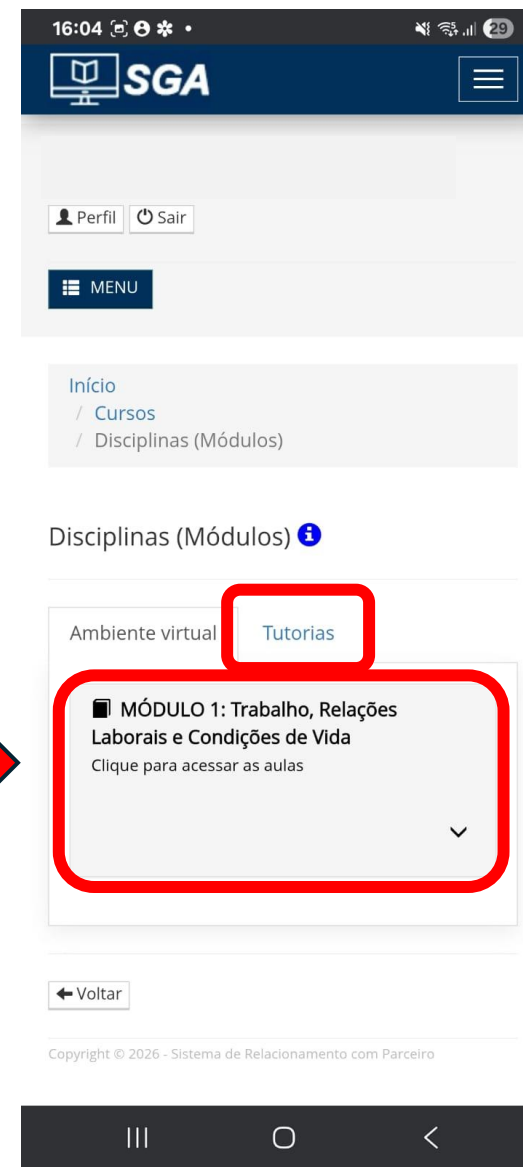 16:04
29
SGA
Perfil Sair
MENU
Início
/ Cursos
/ Disciplinas (Módulos)
Disciplinas (Módulos)
Ambiente virtual Tutorias
MÓDULO 1: Trabalho, Relações
Laborais e Condições de Vida
Clique para acessar as aulas
Voltar
Copyright © 2026 - Sistema de Relacionamento com Parceiro